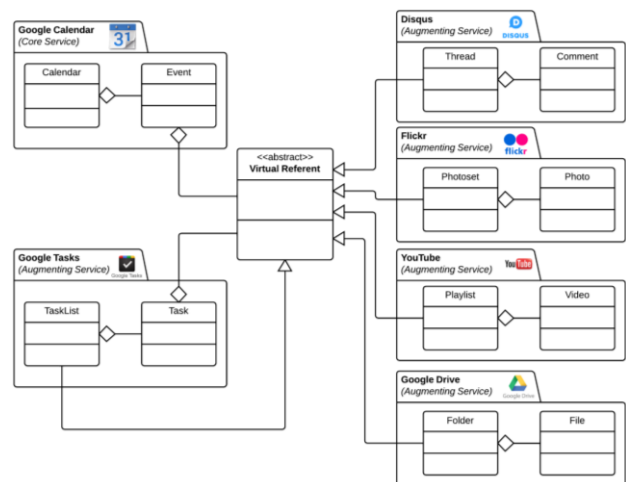 Google Calendar
(Core Service)
31
Calendar
Event
Google Tasks
(Augmenting Service)
Google Tasks
TaskList
Task
<<abstract>>
Virtual Referent
Disqus
(Augmenting Service)
DISQUS
Thread
Comment
Flickr
(Augmenting Service)
flickr
Photoset
Photo
YouTube
(Augmenting Service)
YouTube
Playlist
Video
Google Drive
(Augmenting Service)
Google Drive
Folder
File